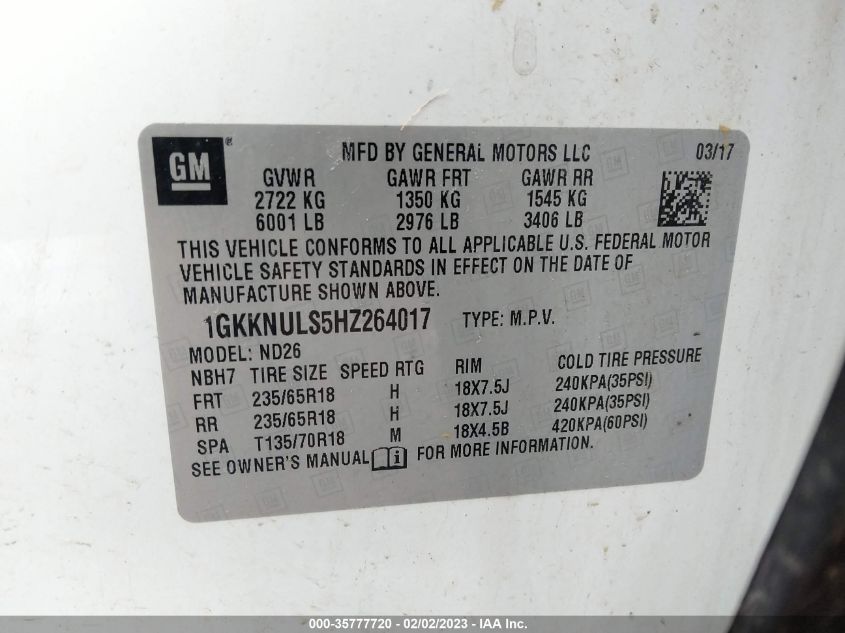 GM ® MFD BY GENERAL MOTORS LLC 03/17
GVWR GAWR FRT GAWR RR
2722 KG 1350 KG 1545 KG
6001 LB 2976 LB 3406 LB
THIS VEHICLE CONFORMS TO ALL APPLICABLE U.S. FEDERAL MOTOR
VEHICLE SAFETY STANDARDS IN EFFECT ON THE DATE OF
MANUFACTURE SHOWN ABOVE.
1GKKNULS5HZ264017 TYPE: M.P.V.
MODEL: ND26
NBH7 TIRE SIZE SPEED RTG RIM COLD TIRE PRESSURE
FRT 235/65R18 H 18X7.5J 240KPA(35PSI)
RR 235/65R18 H 18X7.5J 240KPA(35PSI)
SPA T135/70R18 M 18X4.5B 420KPA(60PSI)
SEE OWNER'S MANUAL i FOR MORE INFORMATION.
000-35777720 - 02/02/2023 - IAA Inc.